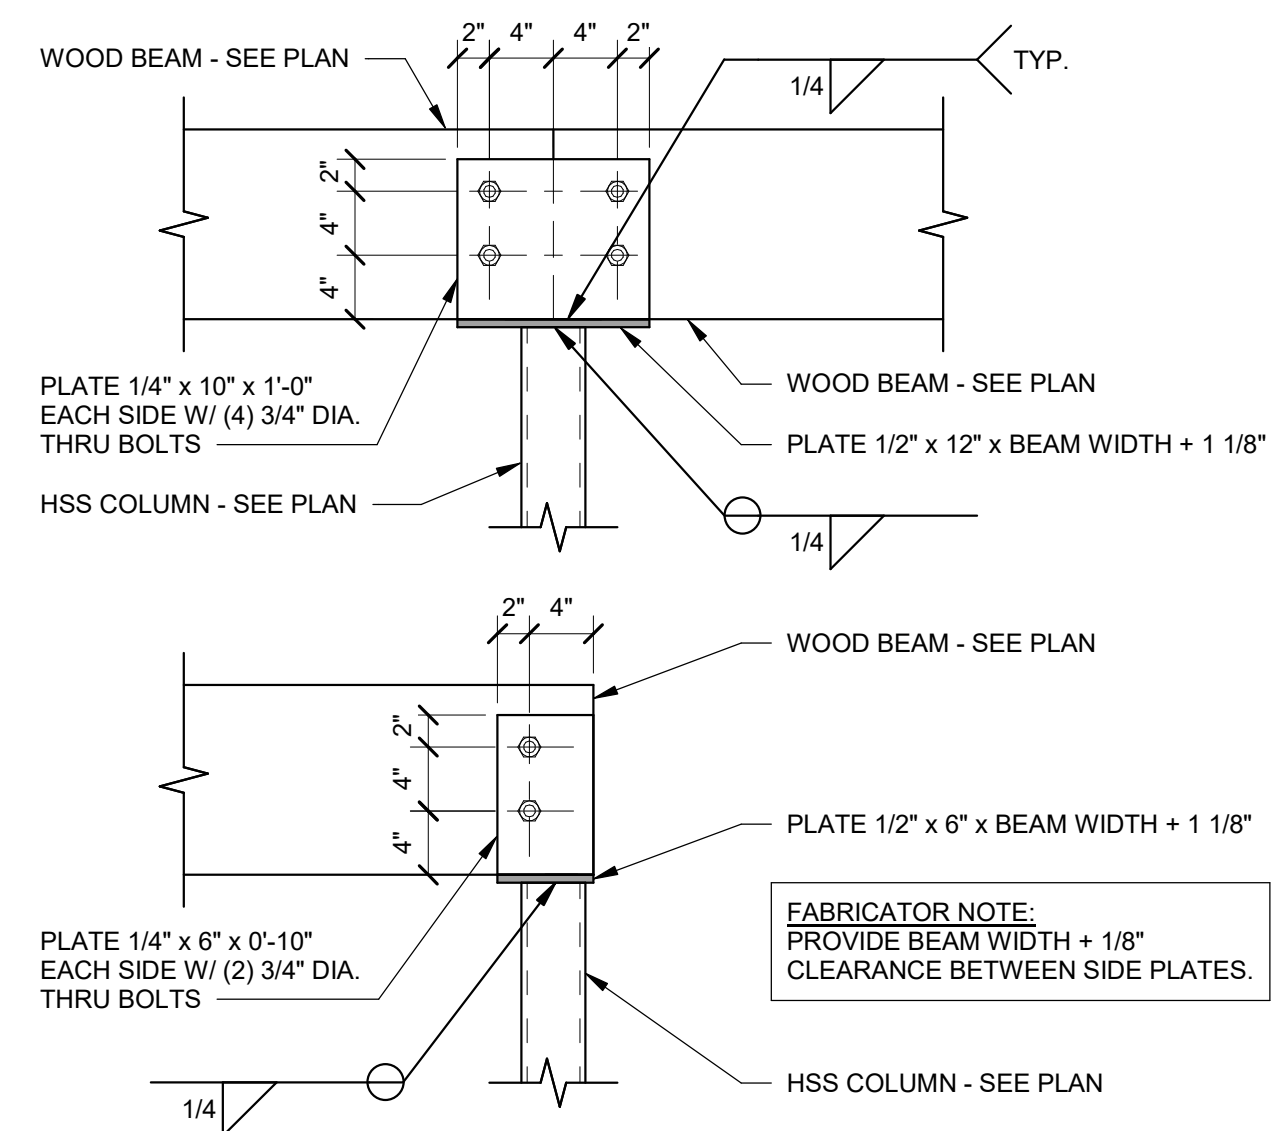 2" 4" 4" 2"
WOOD BEAM - SEE PLAN
TYP.
1/4
2"
4"
4"
PLATE 1/4" x 10" x 1'-0"
EACH SIDE W/ (4) 3/4" DIA.
THRU BOLTS
HSS COLUMN - SEE PLAN
WOOD BEAM - SEE PLAN
PLATE 1/2" x 12" x BEAM WIDTH + 1 1/8"
1/4
2" 4"
WOOD BEAM - SEE PLAN
2"
4"
4"
PLATE 1/2" x 6" x BEAM WIDTH + 1 1/8"
PLATE 1/4" x 6" x 0'-10"
EACH SIDE W/ (2) 3/4" DIA.
THRU BOLTS
FABRICATOR NOTE:
PROVIDE BEAM WIDTH + 1/8"
CLEARANCE BETWEEN SIDE PLATES.
HSS COLUMN - SEE PLAN
1/4